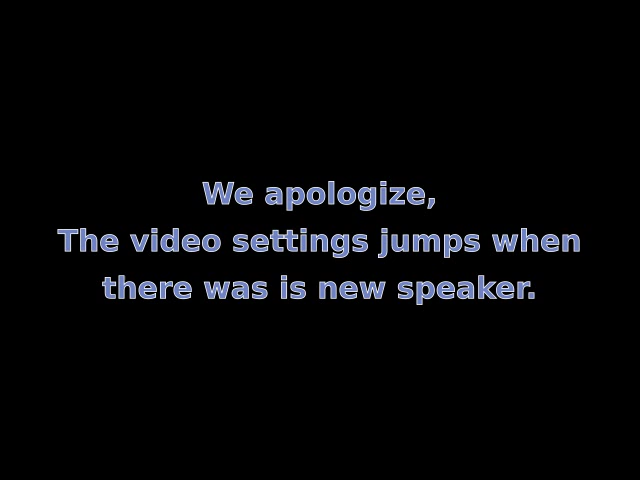 We apologize,
The video settings jumps when
there was is new speaker.